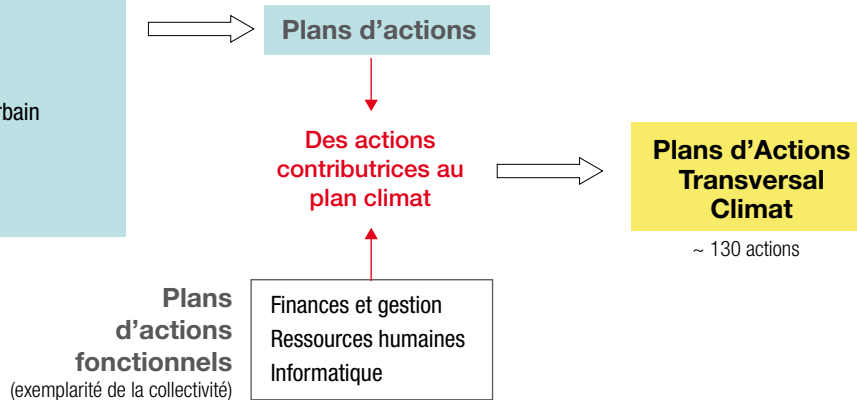 Plans d'actions
Des actions
contributrices au
plan climat
Plans d'Actions
Transversal
Climat
~ 130 actions
Plans
d'actions
fonctionnels
(exemplarité de la collectivité)
Finances et gestion
Ressources humaines
Informatique